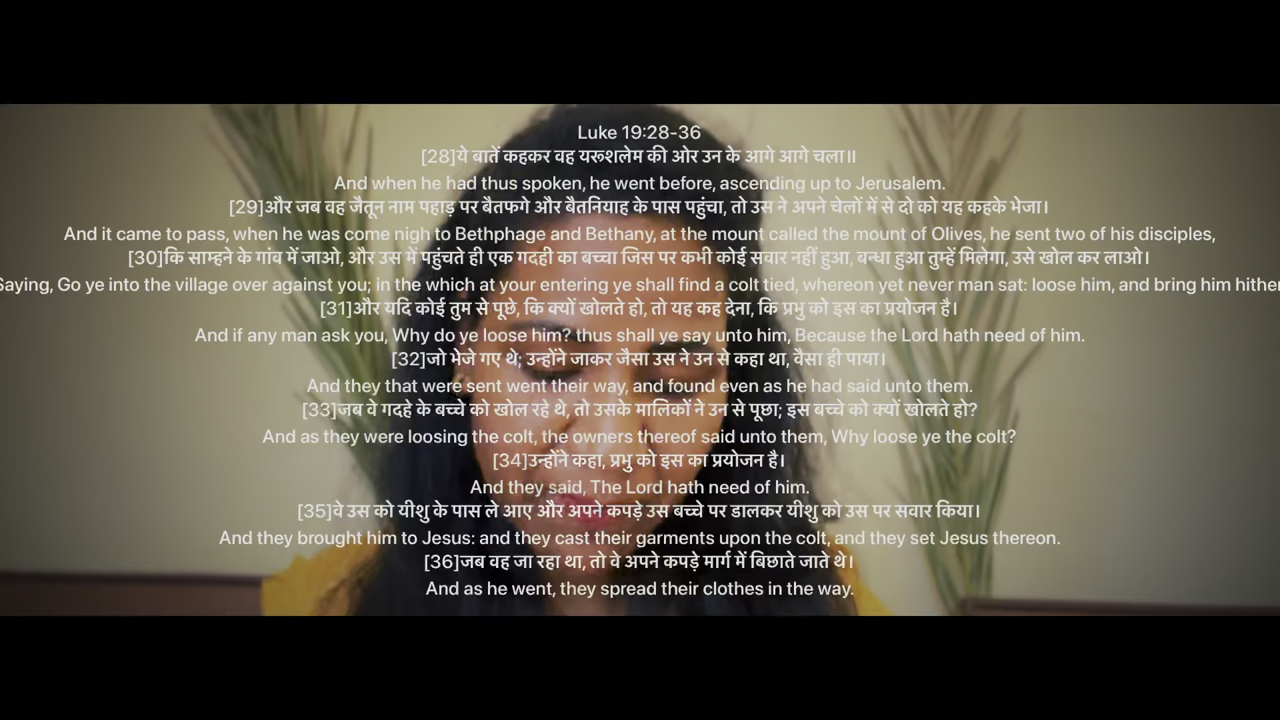 Luke 19:28-36
[28]ये बातें कहकर वह यरूशलेम की ओर उन के आगे आगे चला॥
And when he had thus spoken, he went before, ascending up to Jerusalem.
[29]और जब वह जैतून नाम पहाड़ पर बैतफगे और बैतनियाह के पास पहुंचा, तो उस ने अपने चेलों में से दो को यह कहके भेजा।
And it came to pass, when he was come nigh to Bethphage and Bethany, at the mount called the mount of Olives, he sent two of his disciples,
[30]कि साम्हने के गांव में जाओ, और उस में पहुंचते ही एक गदही का बच्चा जिस पर कभी कोई सवार नहीं हुआ, बन्धा हुआ तुम्हें मिलेगा, उसे खोल कर लाओ।
Saying, Go ye into the village over against you; in the which at your entering ye shall find a colt tied, whereon yet never man sat: loose him, and bring him hither
[31]और यदि कोई तुम से पूछे, कि क्यों खोलते हो, तो यह कह देना, कि प्रभु को इस का प्रयोजन है।
And if any man ask you, Why do ye loose him? thus shall ye say unto him, Because the Lord hath need of him.
[32]जो भेजे गए थे; उन्होंने जाकर जैसा उस ने उन से कहा था, वैसा ही पाया।
And they that were sent went their way, and found even as he had said unto them.
[33]जब वे गदहे के बच्चे को खोल रहे थे, तो उसके मालिकों ने उन से पूछा; इस बच्चे को क्यों खोलते हो?
And as they were loosing the colt, the owners thereof said unto them, Why loose ye the colt?
[34]उन्होंने कहा, प्रभु को इस का प्रयोजन है।
And they said, The Lord hath need of him.
[35]वे उस को यीशु के पास ले आए और अपने कपड़े उस बच्चे पर डालकर यीशु को उस पर सवार किया।
And they brought him to Jesus: and they cast their garments upon the colt, and they set Jesus thereon.
[36]जब वह जा रहा था, तो वे अपने कपड़े मार्ग में बिछाते जाते थे।
And as he went, they spread their clothes in the way.